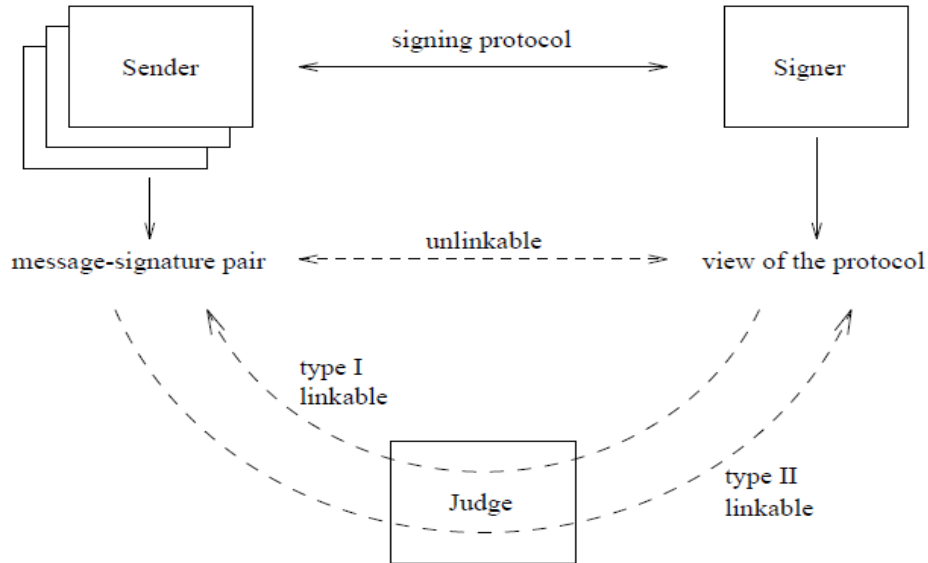 signing protocol
Sender
Signer
unlinkable
message-signature pair
view of the protocol
type I
linkable
type II
linkable
Judge